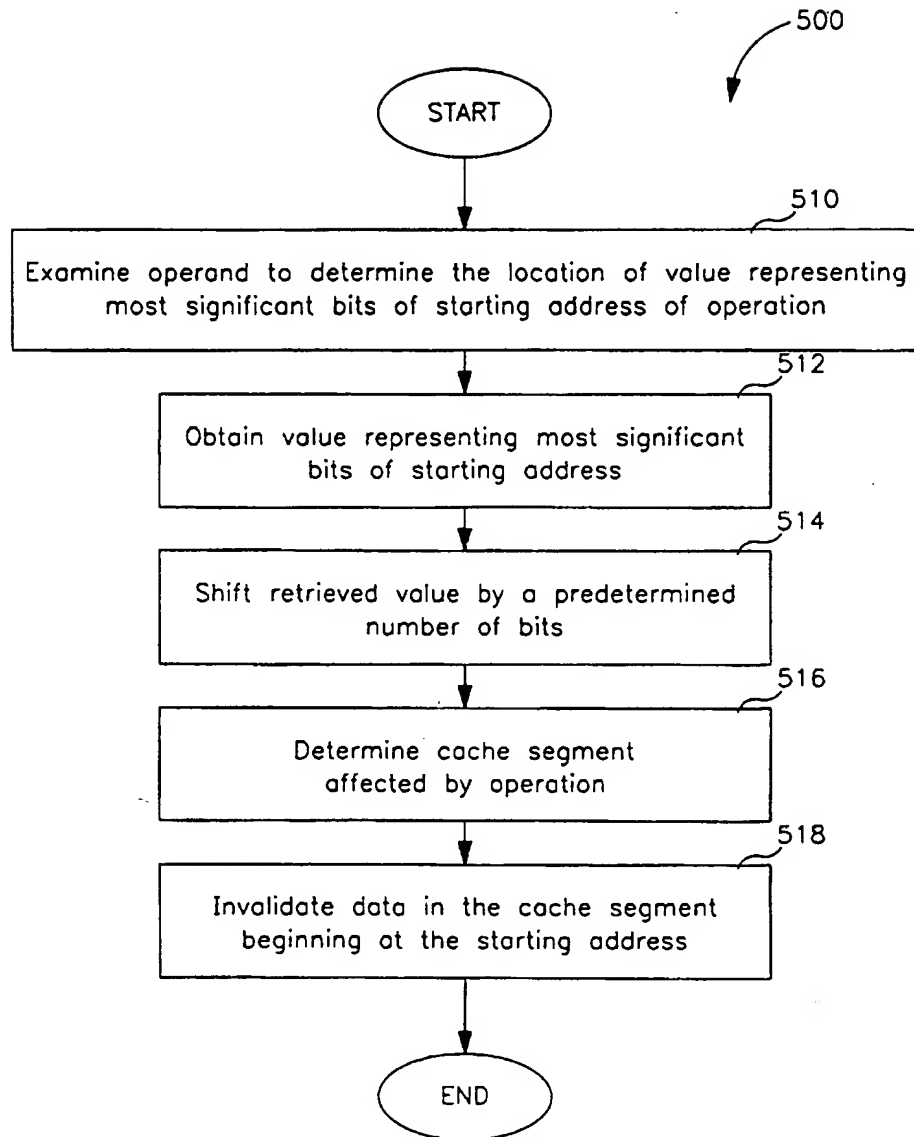 500
START
510
Examine operand to determine the location of value representing
most significant bits of starting address of operation
512
Obtain value representing most significant
bits of starting address
514
Shift retrieved value by a predetermined
number of bits
516
Determine cache segment
affected by operation
518
Invalidate data in the cache segment
beginning at the starting address
END